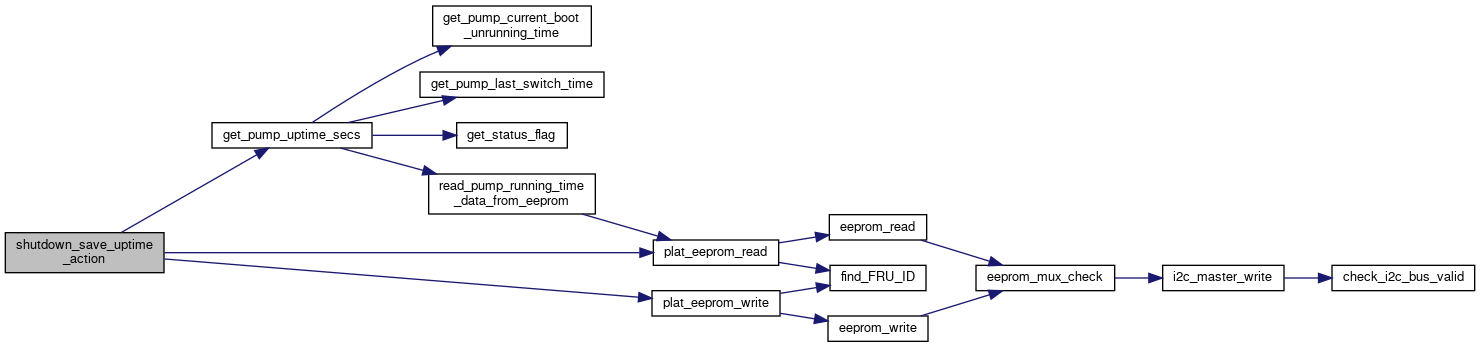 get_pump_current_boot
_unrunning_time
get_pump_last_switch_time
get_pump_uptime_secs
get_status_flag
read_pump_running_time
_data_from_eeprom
shutdown_save_uptime
_action
plat_eeprom_read
eeprom_read
find_FRU_ID
eeprom_mux_check
i2c_master_write
check_i2c_bus_valid
plat_eeprom_write
eeprom_write